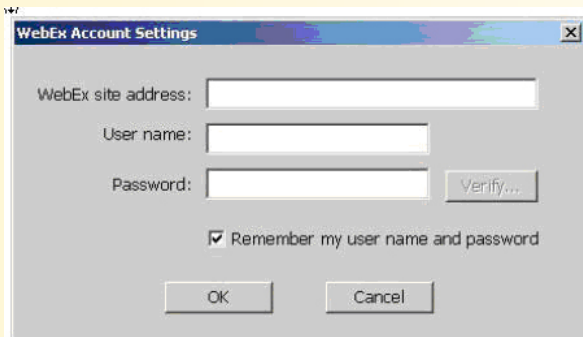 WebEx Account Settings
WebEx site address:
User name:
Password:
Verify...
Remember my user name and password
OK
Cancel